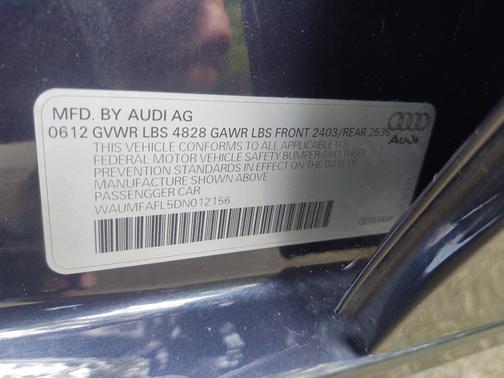 MFD. BY AUDI AG
0612 GVWR LBS 4828 GAWR LBS FRONT 2403/REAR 2535
THIS VEHICLE CONFORMS TO ALL APPLICABLE U.S.
FEDERAL MOTOR VEHICLE SAFETY BUMPER AND THEFT
PREVENTION STANDARDS IN EFFECT ON THE DATE OF
MANUFACTURE SHOWN ABOVE
PASSENGGER CAR
WAUMFAFL5DN012156
Audi
GERMANY